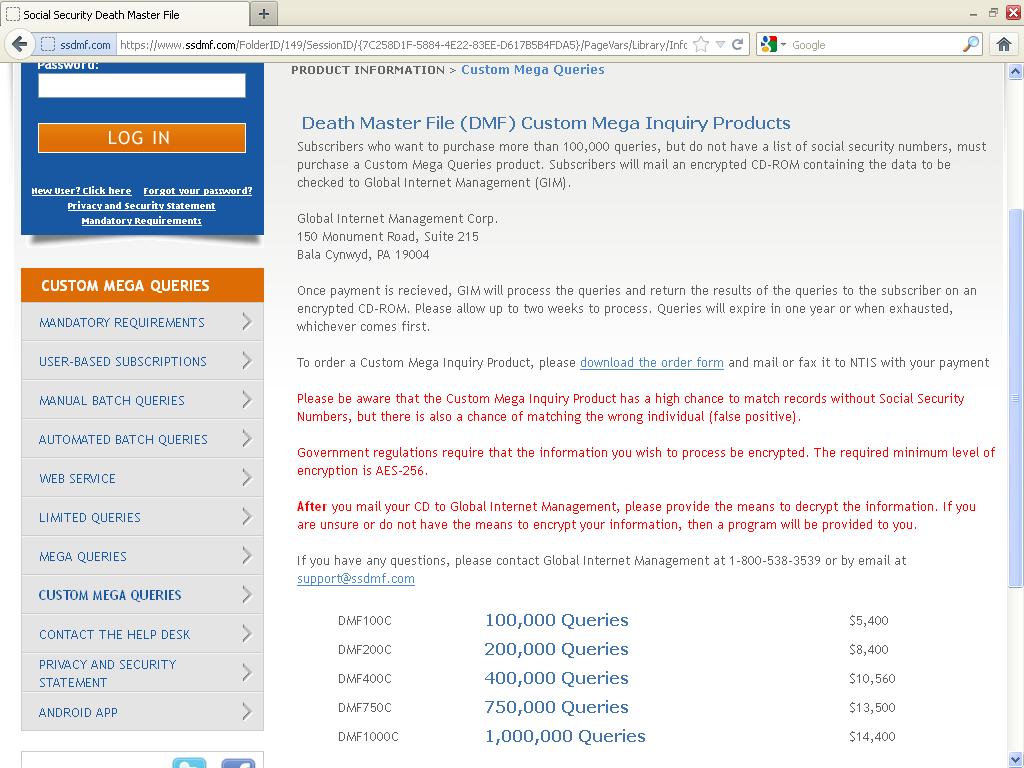 Social Security Death Master File
ssdmf.com
https://www.ssdmf.com/FolderID/149/SessionID/{7C258D1F-5884-4E22-83EE-D617B5B4FDA5}/PageVars/Library/Info
Google
Password:
LOG IN
New User? Click here Forgot your password?
Privacy and Security Statement
Mandatory Requirements
CUSTOM MEGA QUERIES
MANDATORY REQUIREMENTS
USER-BASED SUBSCRIPTIONS
MANUAL BATCH QUERIES
AUTOMATED BATCH QUERIES
WEB SERVICE
LIMITED QUERIES
MEGA QUERIES
CUSTOM MEGA QUERIES
CONTACT THE HELP DESK
PRIVACY AND SECURITY
STATEMENT
ANDROID APP
PRODUCT INFORMATION > Custom Mega Queries
Death Master File (DMF) Custom Mega Inquiry Products
Subscribers who want to purchase more than 100,000 queries, but do not have a list of social security numbers, must
purchase a Custom Mega Queries product. Subscribers will mail an encrypted CD-ROM containing the data to be
checked to Global Internet Management (GIM).
Global Internet Management Corp.
150 Monument Road, Suite 215
Bala Cynwyd, PA 19004
Once payment is recieved, GIM will process the queries and return the results of the queries to the subscriber on an
encrypted CD-ROM. Please allow up to two weeks to process. Queries will expire in one year or when exhausted,
whichever comes first.
To order a Custom Mega Inquiry Product, please download the order form and mail or fax it to NTIS with your payment
Please be aware that the Custom Mega Inquiry Product has a high chance to match records without Social Security
Numbers, but there is also a chance of matching the wrong individual (false positive).
Government regulations require that the information you wish to process be encrypted. The required minimum level of
encryption is AES-256.
After you mail your CD to Global Internet Management, please provide the means to decrypt the information. If you
are unsure or do not have the means to encrypt your information, then a program will be provided to you.
If you have any questions, please contact Global Internet Management at 1-800-538-3539 or by email at
support@ssdmf.com
DMF100C 100,000 Queries $5,400
DMF200C 200,000 Queries $8,400
DMF400C 400,000 Queries $10,560
DMF750C 750,000 Queries $13,500
DMF1000C 1,000,000 Queries $14,400